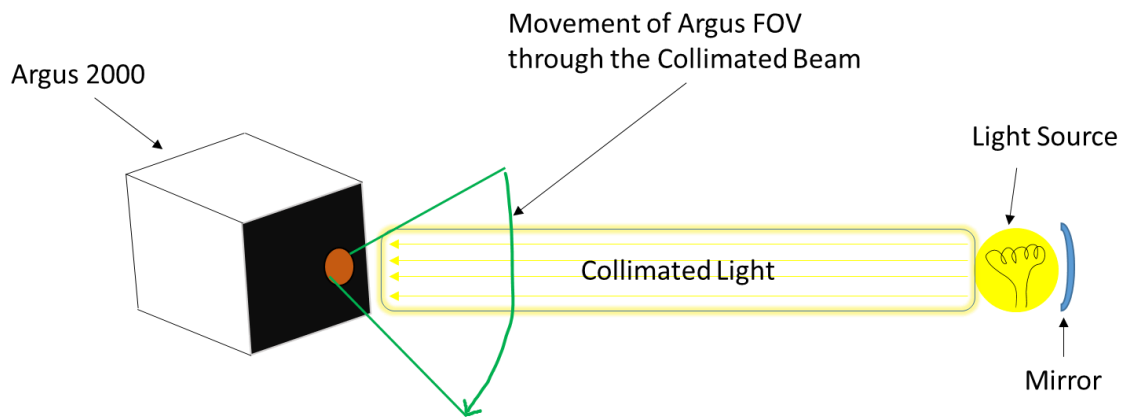 Movement of Argus FOV
through the Collimated Beam
Argus 2000
Light Source
Collimated Light
Mirror